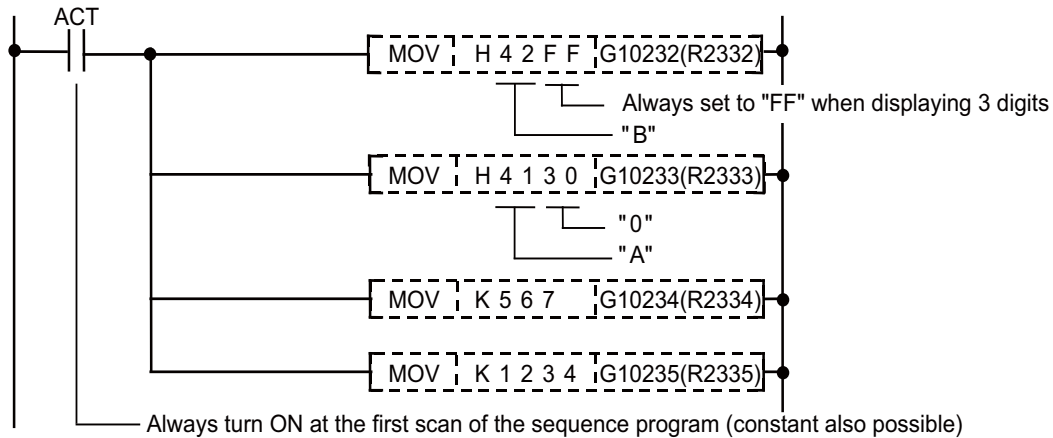 ACT
MOV H 4 2 F F G10232(R2332)
Always set to "FF" when displaying 3 digits
"B"
MOV H 4 1 3 0 G10233(R2333)
"0"
"A"
MOV K 5 6 7 G10234(R2334)
MOV K 1 2 3 4 G10235(R2335)
Always turn ON at the first scan of the sequence program (constant also possible)